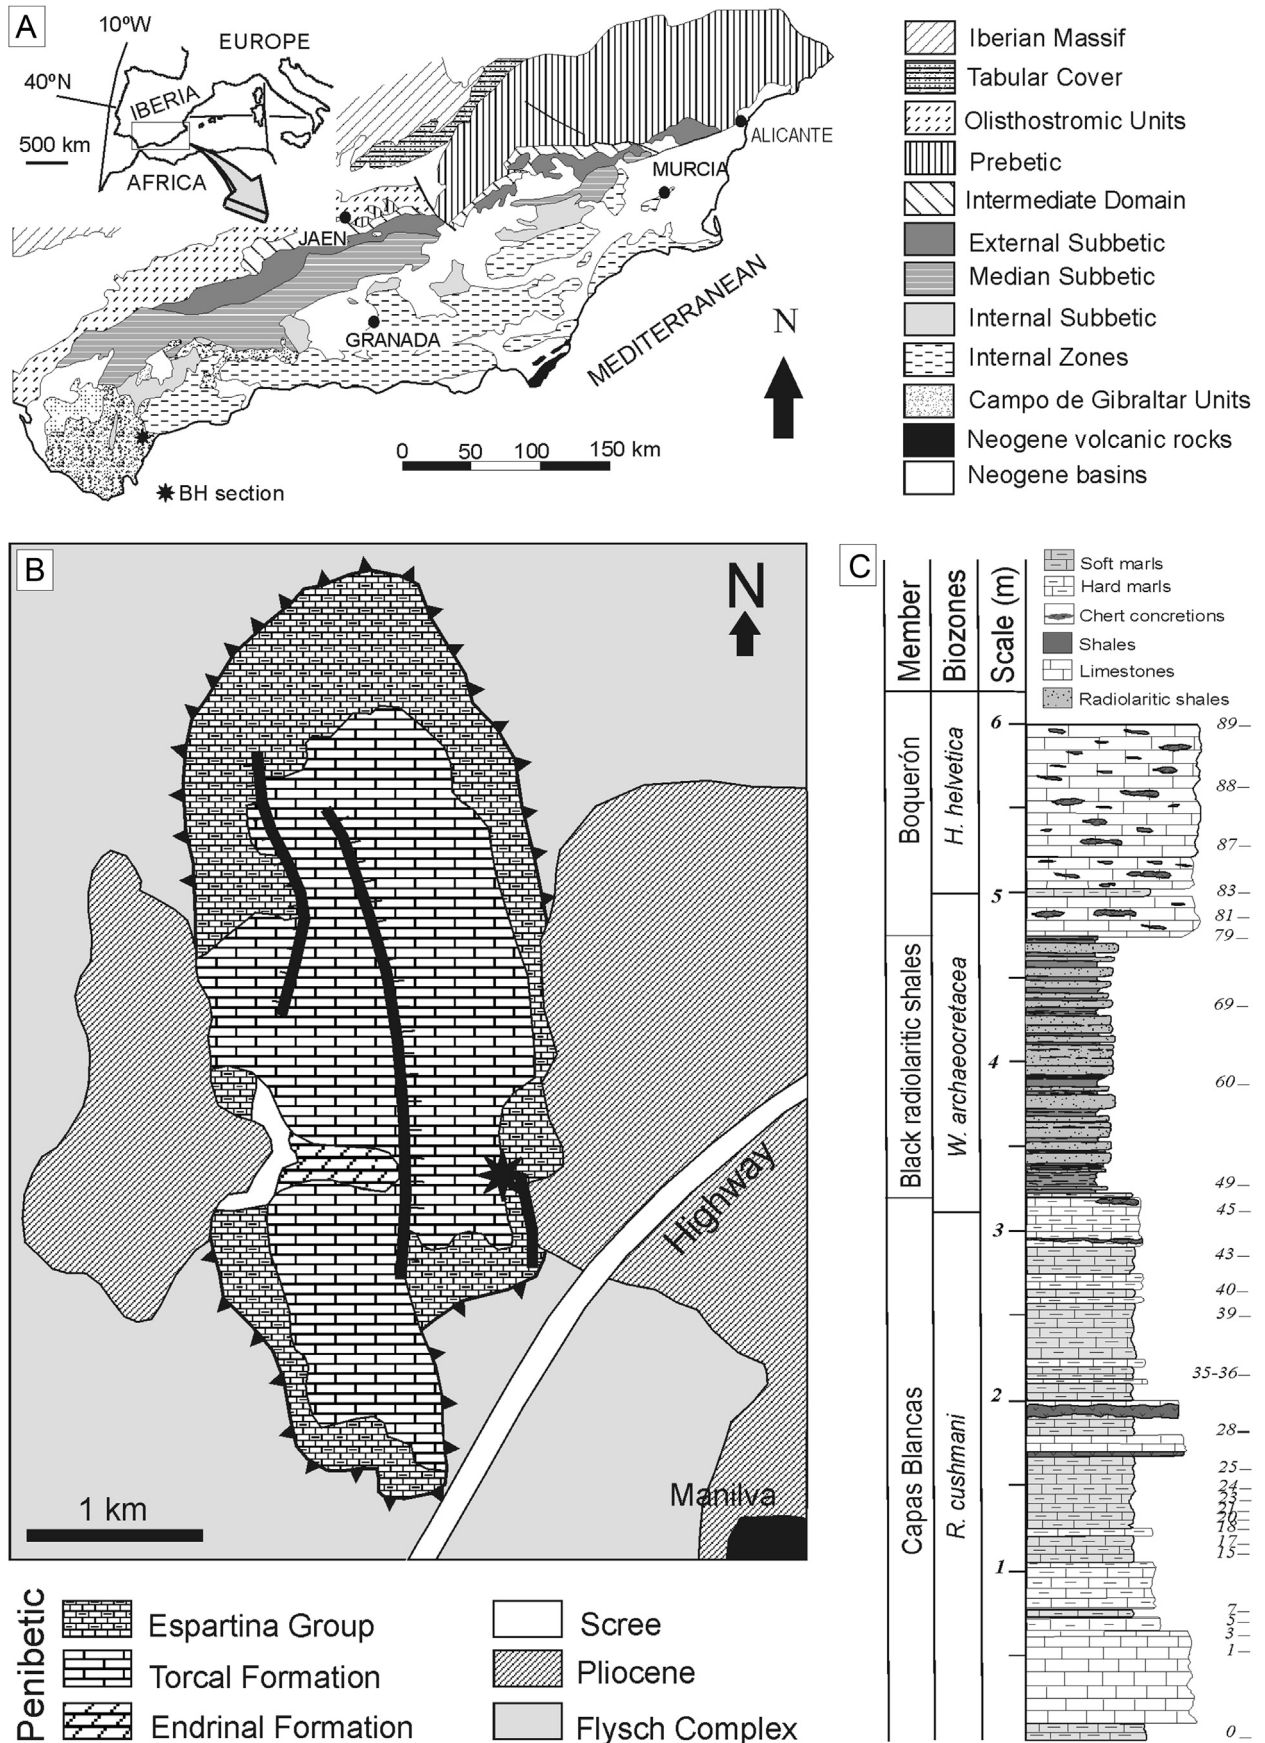 A
10ºW
EUROPE
40ºN
IBERIA
500 km
AFRICA
ALICANTE
MURCIA
JAEN
GRANADA
MEDITERRANEAN
N
0 50 100 150 km
BH section
Iberian Massif
Tabular Cover
Olisthostromic Units
Prebetic
Intermediate Domain
External Subbetic
Median Subbetic
Internal Subbetic
Internal Zones
Campo de Gibraltar Units
Neogene volcanic rocks
Neogene basins
B
N
Highway
Manilva
1 km
Penibetic
Espartina Group
Torcal Formation
Endrinal Formation
Scree
Pliocene
Flysch Complex
C
Member
Biozones
Scale (m)
Soft marls
Hard marls
Chert concretions
Shales
Limestones
Radiolaritic shales
Boquerón
Black radiolaritic shales
Capas Blancas
H. helvetica
W. archaeocretacea
R. cushmani
6
5
4
3
2
1
89
88
87
83
81
79
69
60
49
45
43
40
39
35-36
28
25
24
23
21
20
18
17
15
7
5
3
1
0